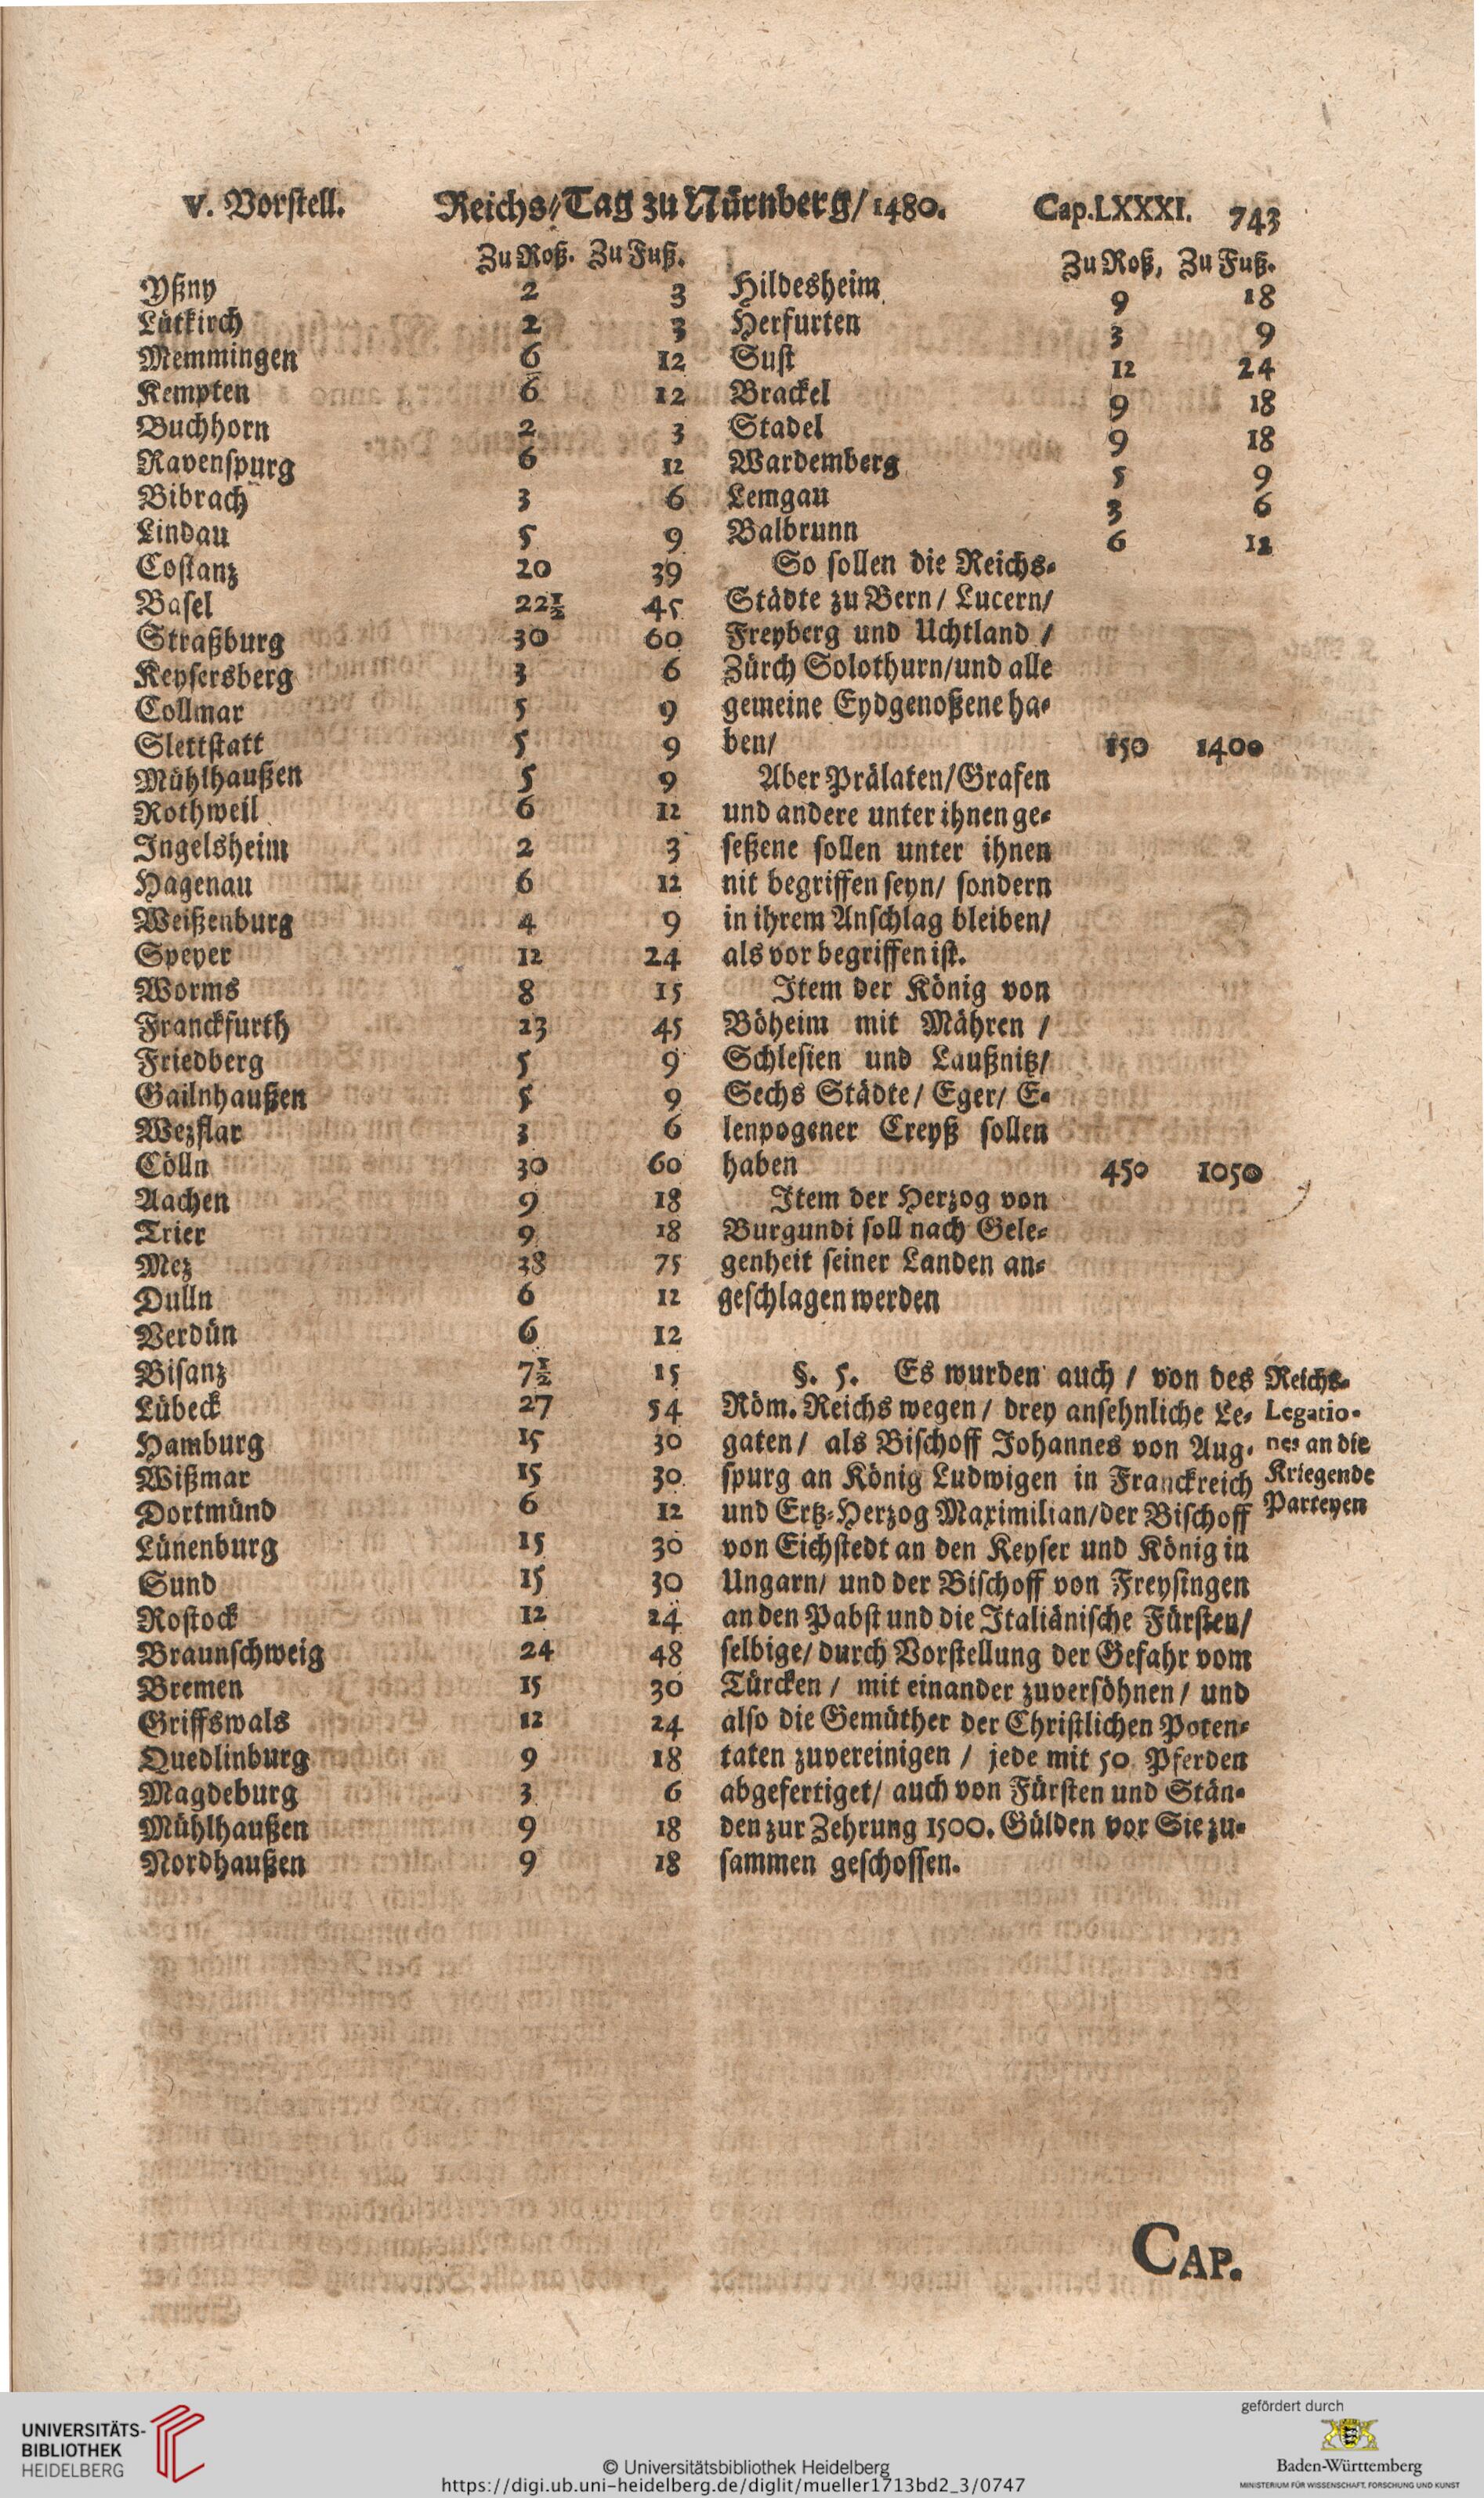 V. Vorstell. Reichs/Tag zu Nürnberg/ 1480. Cap. LXXXI. 743
Zu Roß. Zu Fuß.
Yßny 2 3
Lütkirch 2 3
Memmingen 6 12
Kempten 6 12
Buchhorn 2 3
Ravenspurg 6 12
Bibrach 3 6
Lindau 5 9
Costanz 20 39
Basel 22½ 45
Straßburg 30 60
Keysersberg 3 6
Collmar 5 9
Slettstatt 5 9
Mühlhaußen 5 9
Rothweil 6 12
Ingelsheim 2 3
Hagenau 6 12
Weißenburg 4 9
Speyer 12 24
Worms 8 15
Franckfurth 23 45
Friedberg 5 9
Gailnhaußen 5 9
Wezflar 3 6
Cölln 30 60
Aachen 9 18
Trier 9 18
Mez 38 75
Dulln 6 12
Verdün 6 12
Bisanz 7½ 15
Lübeck 27 54
Hamburg 15 30
Wißmar 15 30
Dortmünd 6 12
Lünenburg 15 30
Sund 15 30
Rostock 12 24
Braunschweig 24 48
Bremen 15 30
Griffswals 12 24
Quedlinburg 9 18
Magdeburg 3 6
Mühlhaußen 9 18
Nordhaußen 9 18
Zu Roß, Zu Fuß.
Hildesheim 9 18
Herfurten 3 9
Sust 12 24
Brackel 9 18
Stadel 9 18
Wardemberg 5 9
Lemgau 3 6
Balbrunn 6 12
So sollen die Reichs-
Städte zu Bern/ Lucern/
Freyberg und Uchtland /
Zürch Solothurn/und alle
gemeine Eydgenoßene ha-
ben/ 150 1400
Aber Prälaten/Grafen
und andere unter ihnen ge-
seßene sollen unter ihnen
nit begriffen seyn/ sondern
in ihrem Anschlag bleiben/
als vor begriffen ist.
Item der König von
Böheim mit Mähren /
Schlesien und Laußnitz/
Sechs Städte/ Eger/ E-
lenpogener Creyß sollen
haben 450 1050
Item der Herzog von
Burgundi soll nach Gele-
genheit seiner Landen an-
geschlagen werden
§. 5. Es wurden auch / von des
Röm. Reichs wegen / drey ansehnliche Le-
gaten/ als Bischoff Johannes von Aug-
spurg an König Ludwigen in Franckreich
und Ertz-Herzog Maximilian/der Bischoff
von Eichstedt an den Keyser und König in
Ungarn/ und der Bischoff von Freysingen
an den Pabst und die Italiänische Fürsten/
selbige/ durch Vorstellung der Gefahr vom
Türcken / mit einander zuversöhnen / und
also die Gemüther der Christlichen Poten-
taten zuvereinigen / jede mit 50 Pferden
abgefertiget/ auch von Fürsten und Stän-
den zur Zehrung 1500. Gülden vor Sie zu-
sammen geschossen.
Reichs-
Legatio-
nes an die
Kriegende
Parteyen
CAP.
UNIVERSITÄTS-
BIBLIOTHEK
HEIDELBERG
© Universitätsbibliothek Heidelberg
https://digi.ub.uni-heidelberg.de/diglit/mueller1713bd2_3/0747
gefördert durch
Baden-Württemberg
MINISTERIUM FÜR WISSENSCHAFT, FORSCHUNG UND KUNST